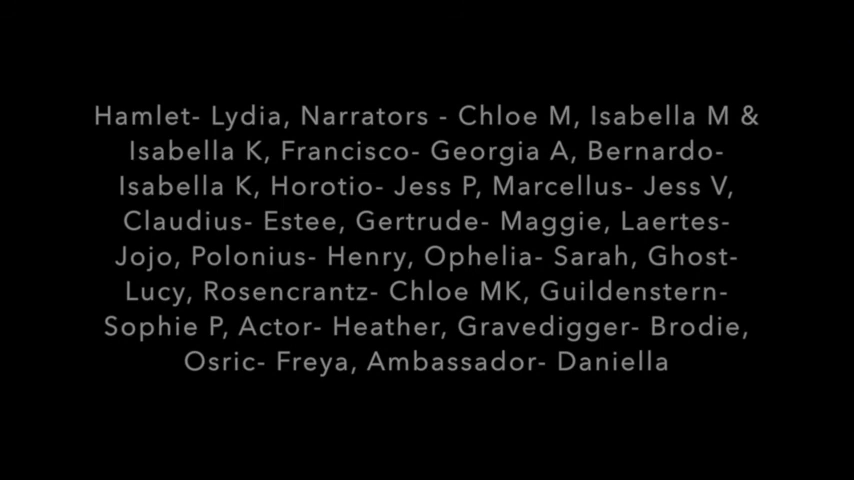 Hamlet- Lydia, Narrators - Chloe M, Isabella M &
Isabella K, Francisco- Georgia A, Bernardo-
Isabella K, Horotio- Jess P, Marcellus- Jess V,
Claudius- Estee, Gertrude- Maggie, Laertes-
Jojo, Polonius- Henry, Ophelia- Sarah, Ghost-
Lucy, Rosencrantz- Chloe MK, Guildenstern-
Sophie P, Actor- Heather, Gravedigger- Brodie,
Osric- Freya, Ambassador- Daniella